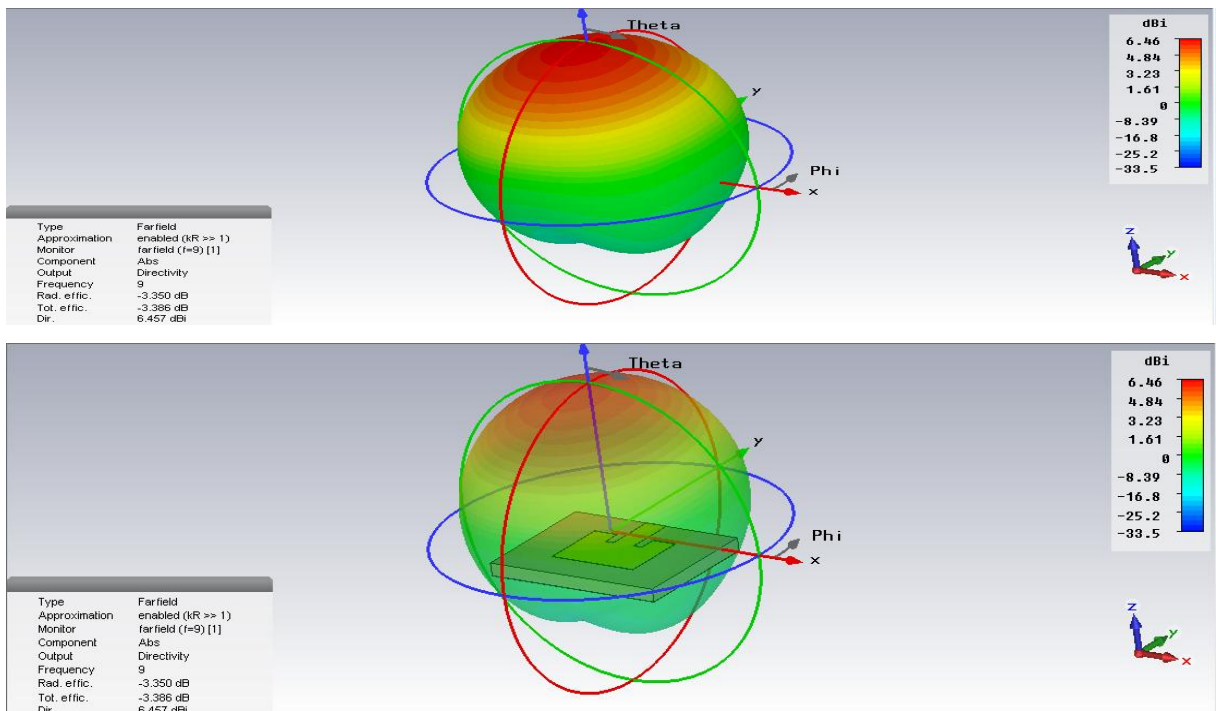 Theta
y
Phi
x
dBi
6.46
4.84
3.23
1.61
0
-8.39
-16.8
-25.2
-33.5
Type Farfield
Approximation enabled (kR >> 1)
Monitor farfield (f=9) [1]
Component Abs
Output Directivity
Frequency 9
Rad. effic. -3.350 dB
Tot. effic. -3.386 dB
Dir. 6.457 dBi
z
y
x
Theta
y
Phi
x
dBi
6.46
4.84
3.23
1.61
0
-8.39
-16.8
-25.2
-33.5
Type Farfield
Approximation enabled (kR >> 1)
Monitor farfield (f=9) [1]
Component Abs
Output Directivity
Frequency 9
Rad. effic. -3.350 dB
Tot. effic. -3.386 dB
Dir. 6.457 dBi
z
y
x